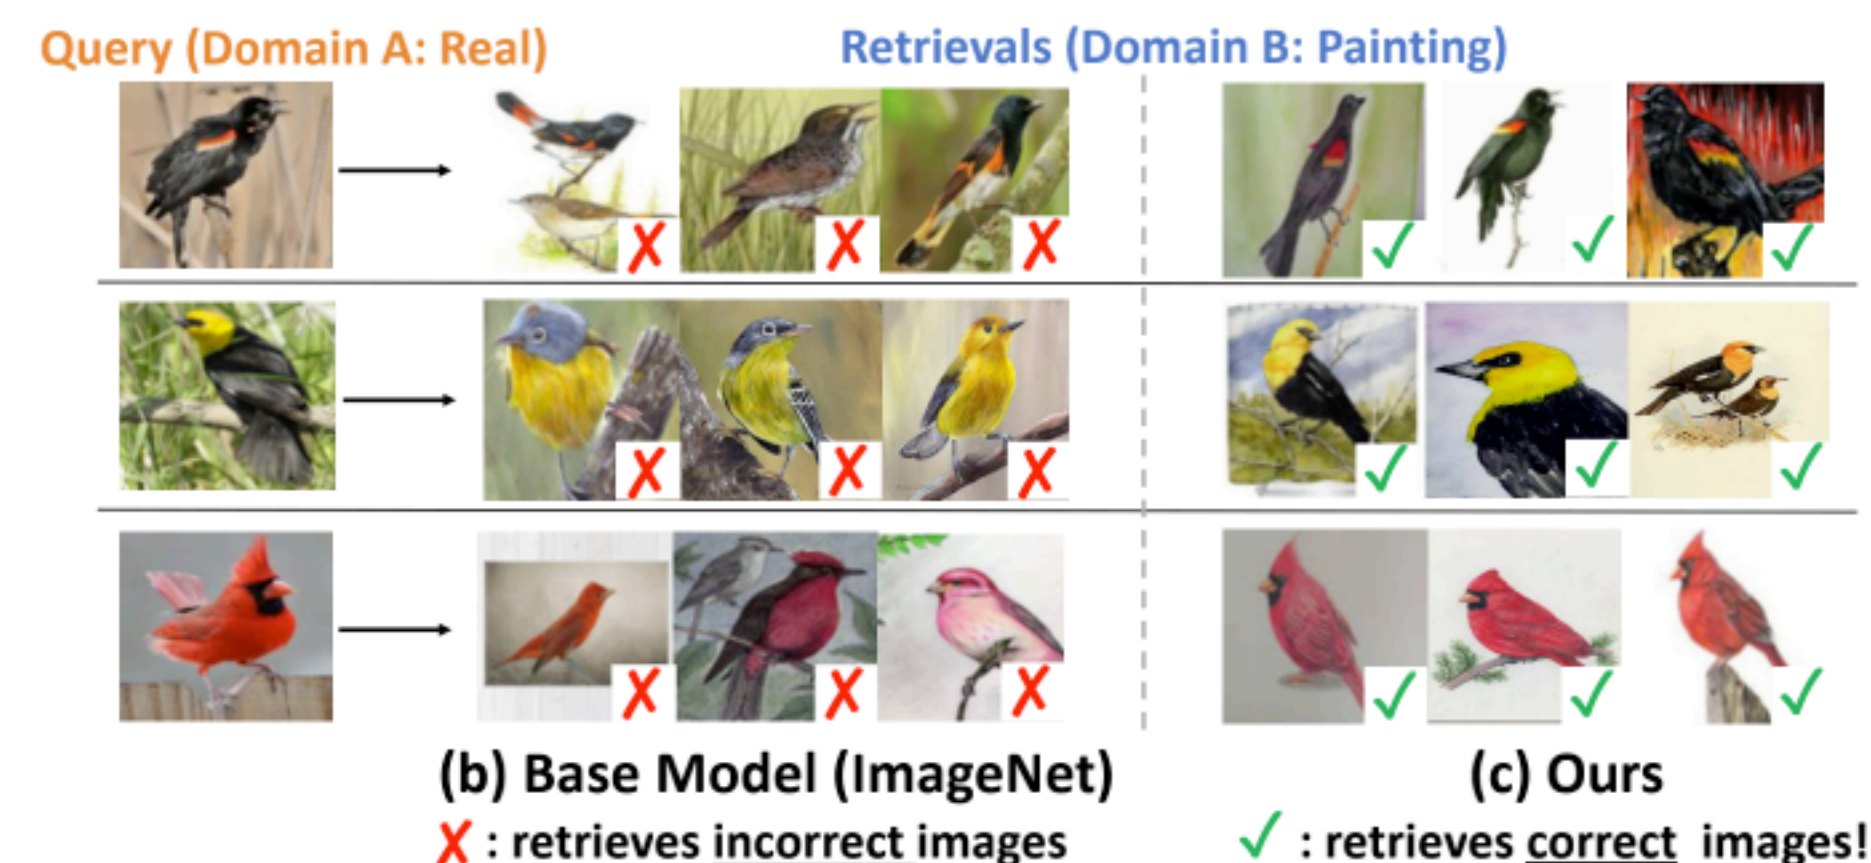 Query (Domain A: Real)
Retrievals (Domain B: Painting)
(b) Base Model (ImageNet)
(c) Ours
✗ : retrieves incorrect images
✓ : retrieves correct images!